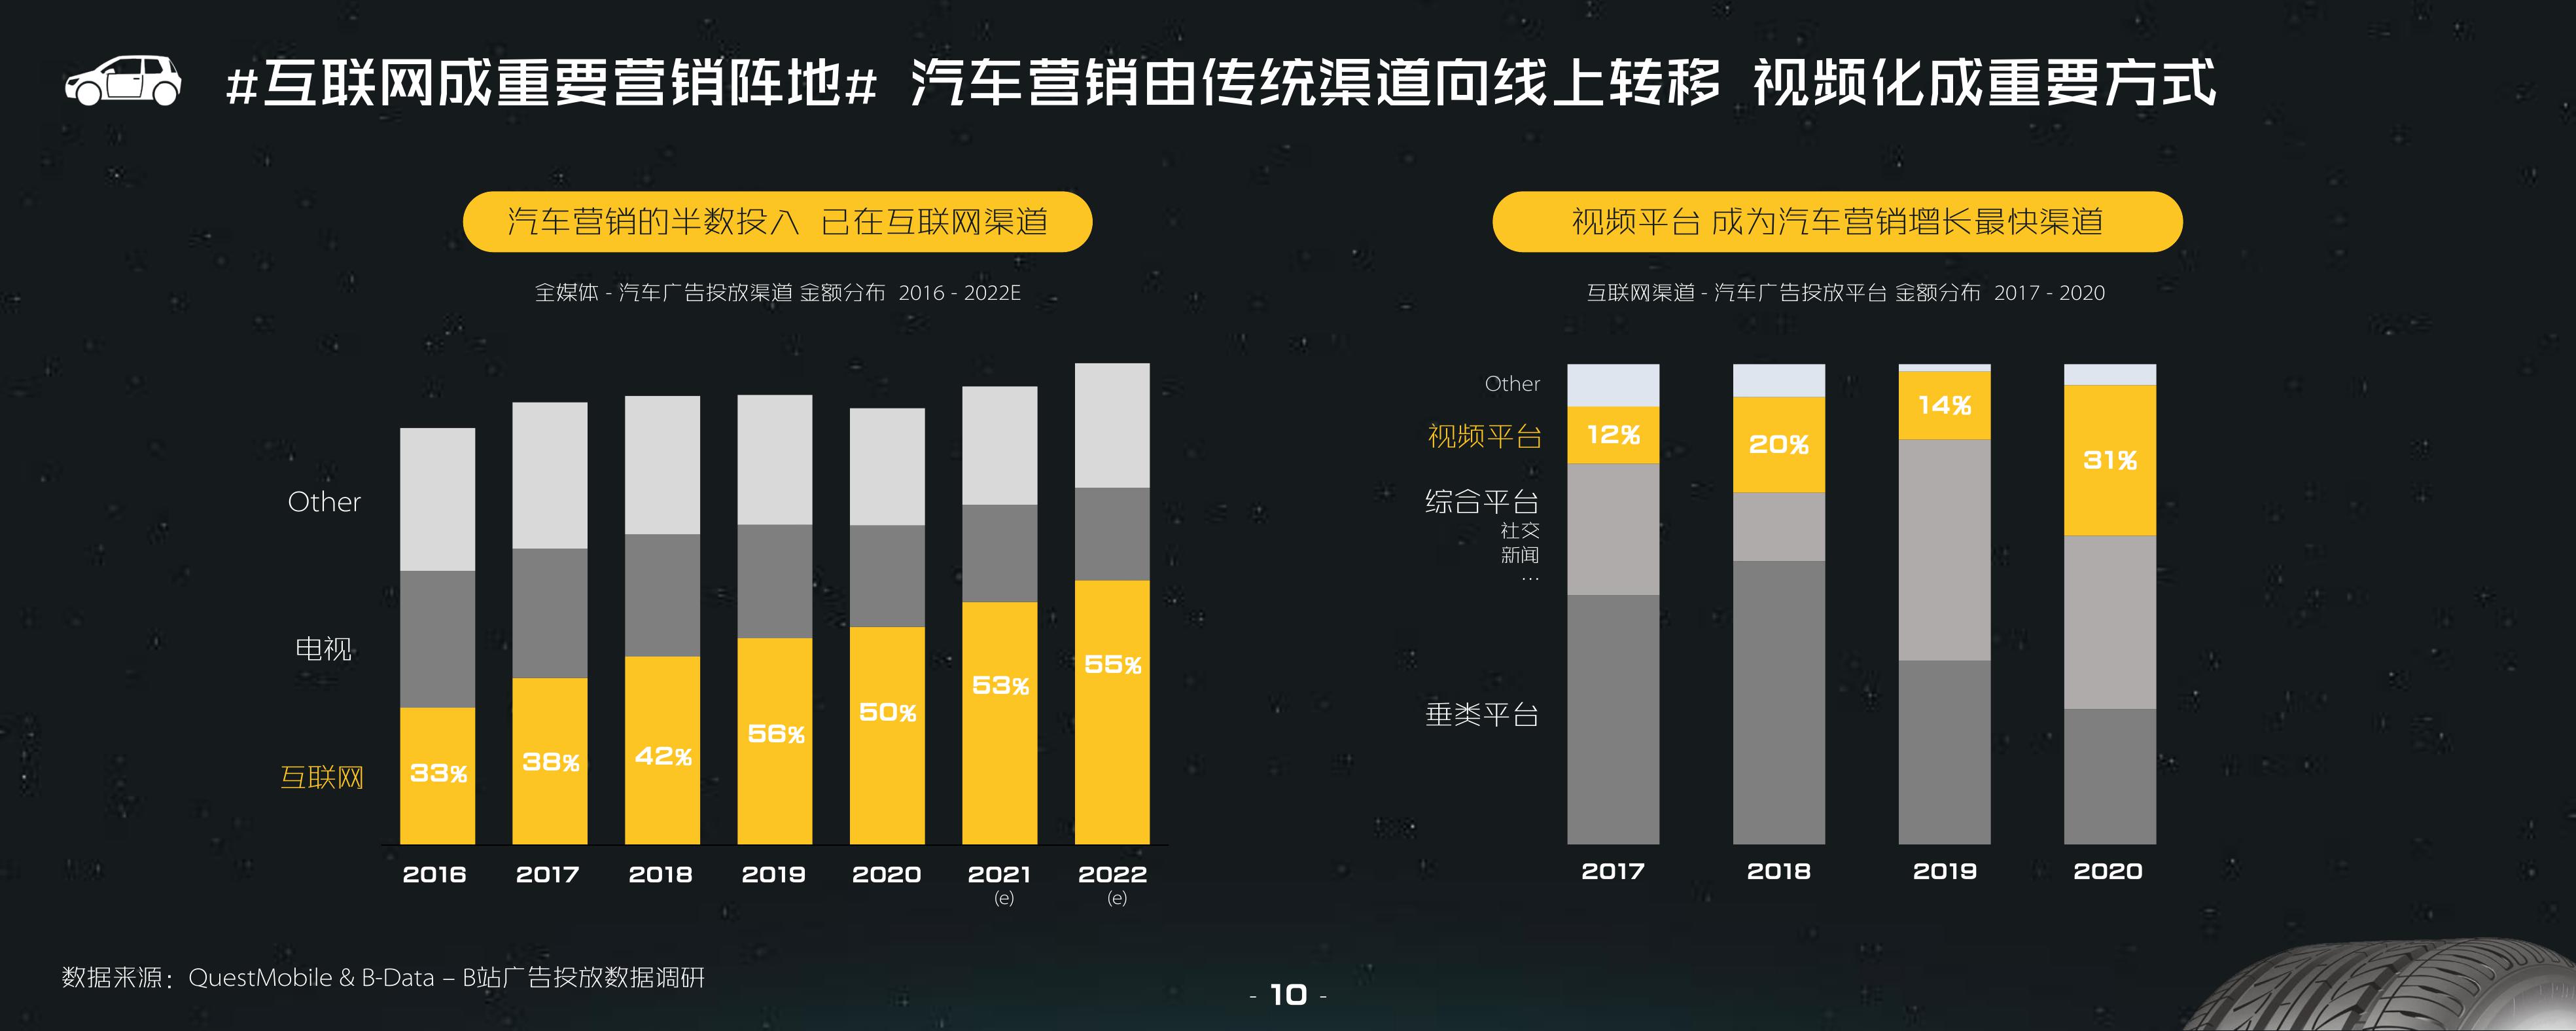 #互联网成重要营销阵地# 汽车营销由传统渠道向线上转移 视频化成重要方式
汽车营销的半数投入 已在互联网渠道
全媒体 - 汽车广告投放渠道 金额分布 2016 - 2022E
Other
电视
互联网
33%
38%
42%
56%
50%
53%
55%
2016
2017
2018
2019
2020
2021
(e)
2022
(e)
视频平台 成为汽车营销增长最快渠道
互联网渠道 - 汽车广告投放平台 金额分布 2017 - 2020
Other
视频平台
综合平台
社交
新闻
...
垂类平台
12%
20%
14%
31%
2017
2018
2019
2020
数据来源：QuestMobile & B-Data – B站广告投放数据调研
- 10 -